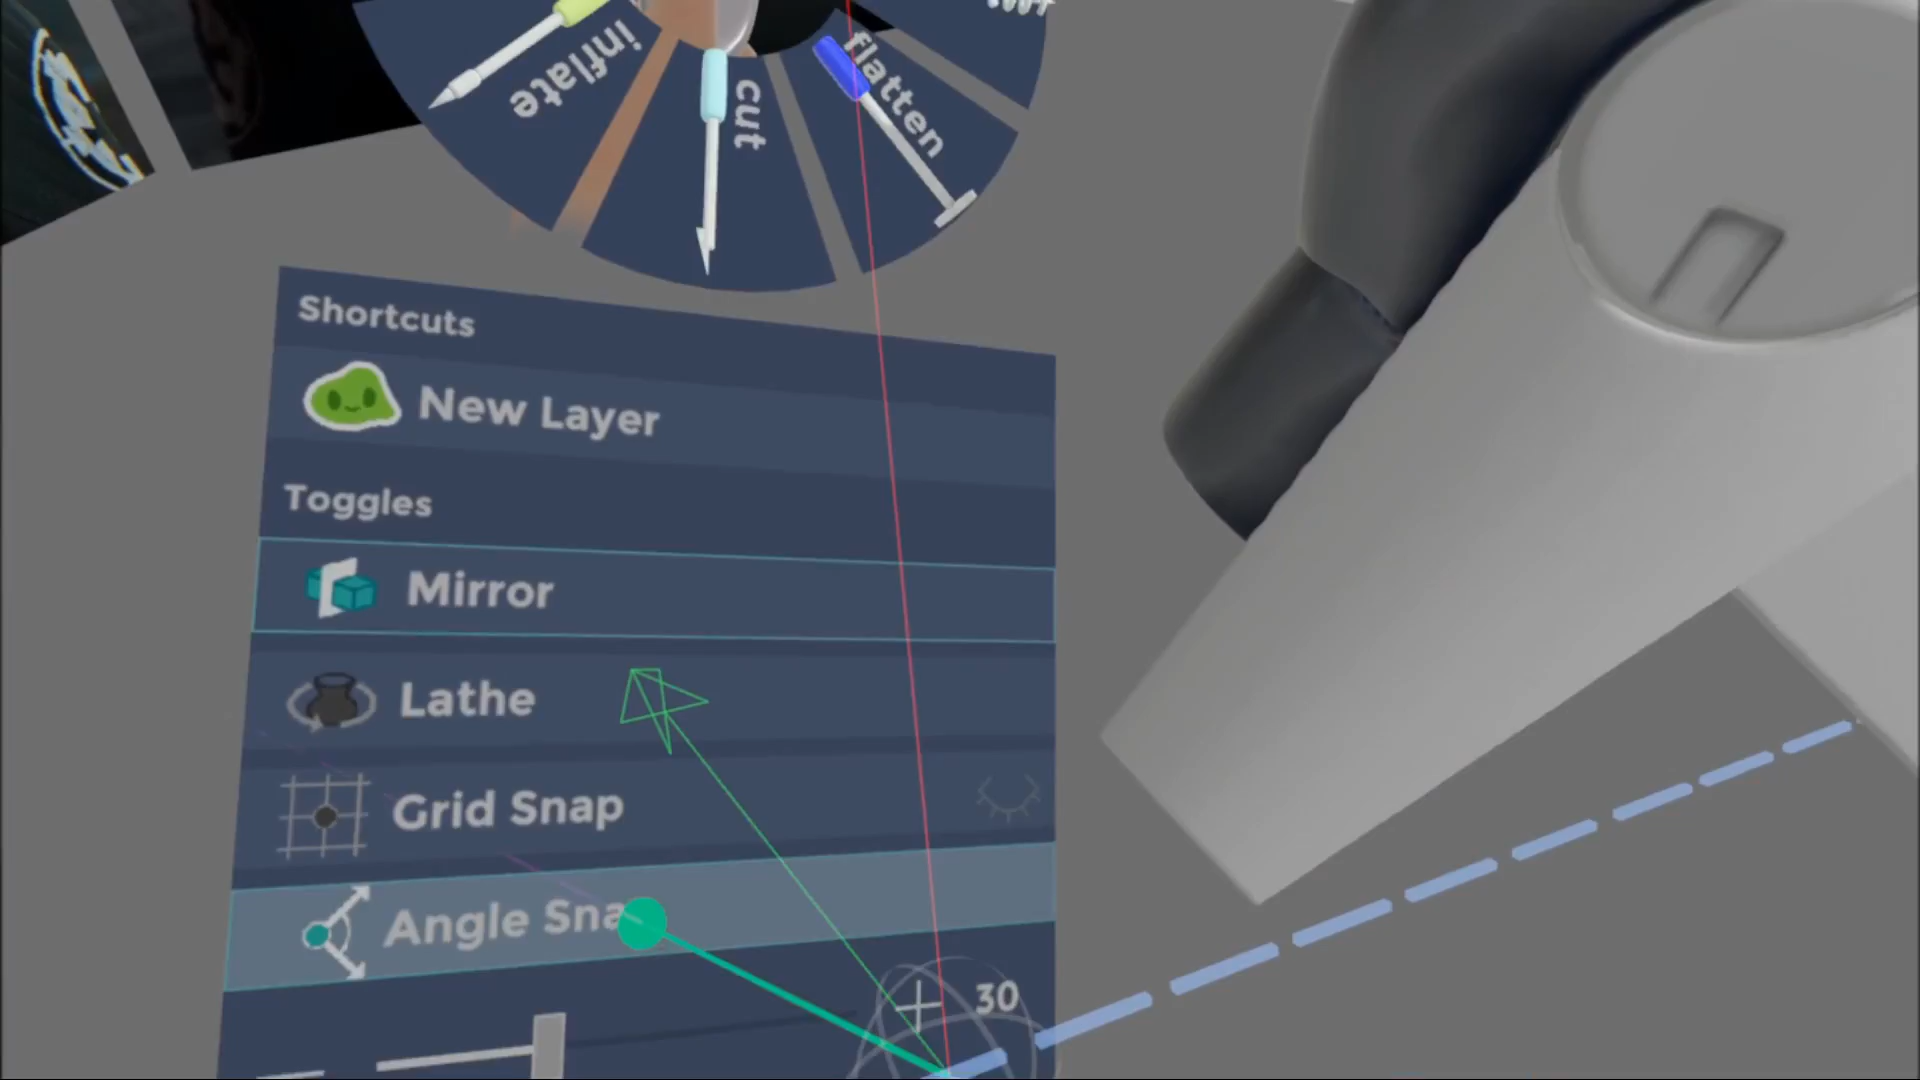 inflate
cut
flatten
Shortcuts
New Layer
Toggles
Mirror
Lathe
Grid Snap
Angle Sna
30